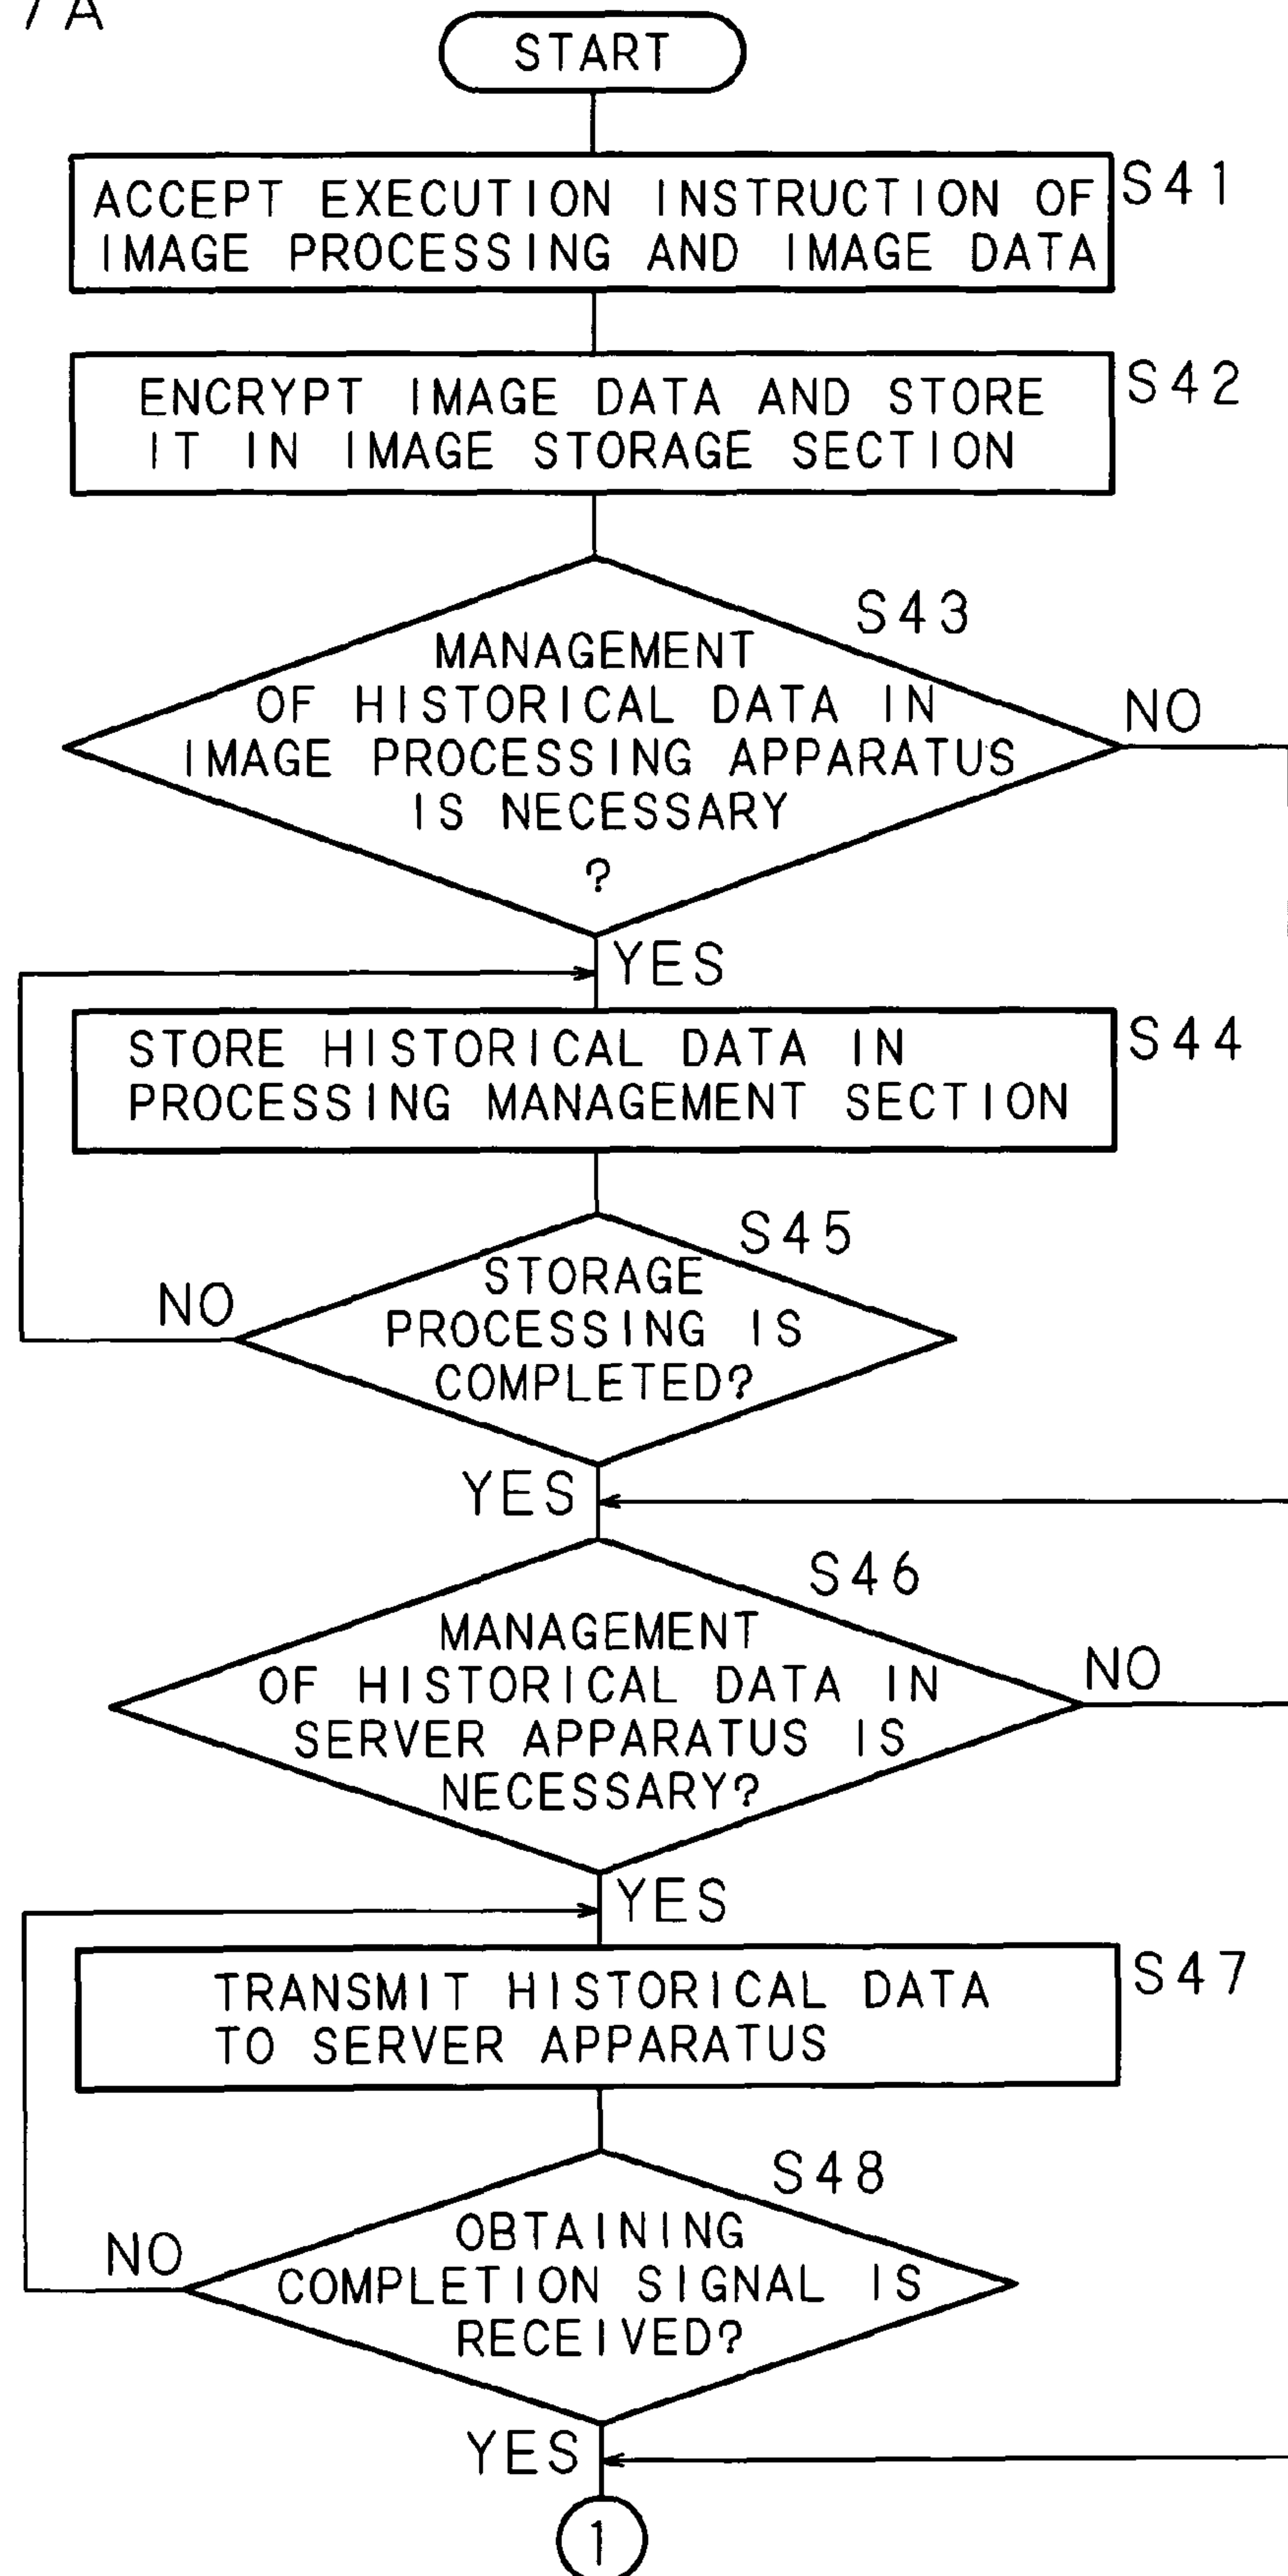 7A
START
ACCEPT EXECUTION INSTRUCTION OF
IMAGE PROCESSING AND IMAGE DATA
S41
ENCRYPT IMAGE DATA AND STORE
IT IN IMAGE STORAGE SECTION
S42
S43
MANAGEMENT
OF HISTORICAL DATA IN
IMAGE PROCESSING APPARATUS
IS NECESSARY
?
NO
YES
STORE HISTORICAL DATA IN
PROCESSING MANAGEMENT SECTION
S44
S45
STORAGE
PROCESSING IS
COMPLETED?
NO
YES
S46
MANAGEMENT
OF HISTORICAL DATA IN
SERVER APPARATUS IS
NECESSARY?
NO
YES
TRANSMIT HISTORICAL DATA
TO SERVER APPARATUS
S47
S48
OBTAINING
COMPLETION SIGNAL IS
RECEIVED?
NO
YES
1